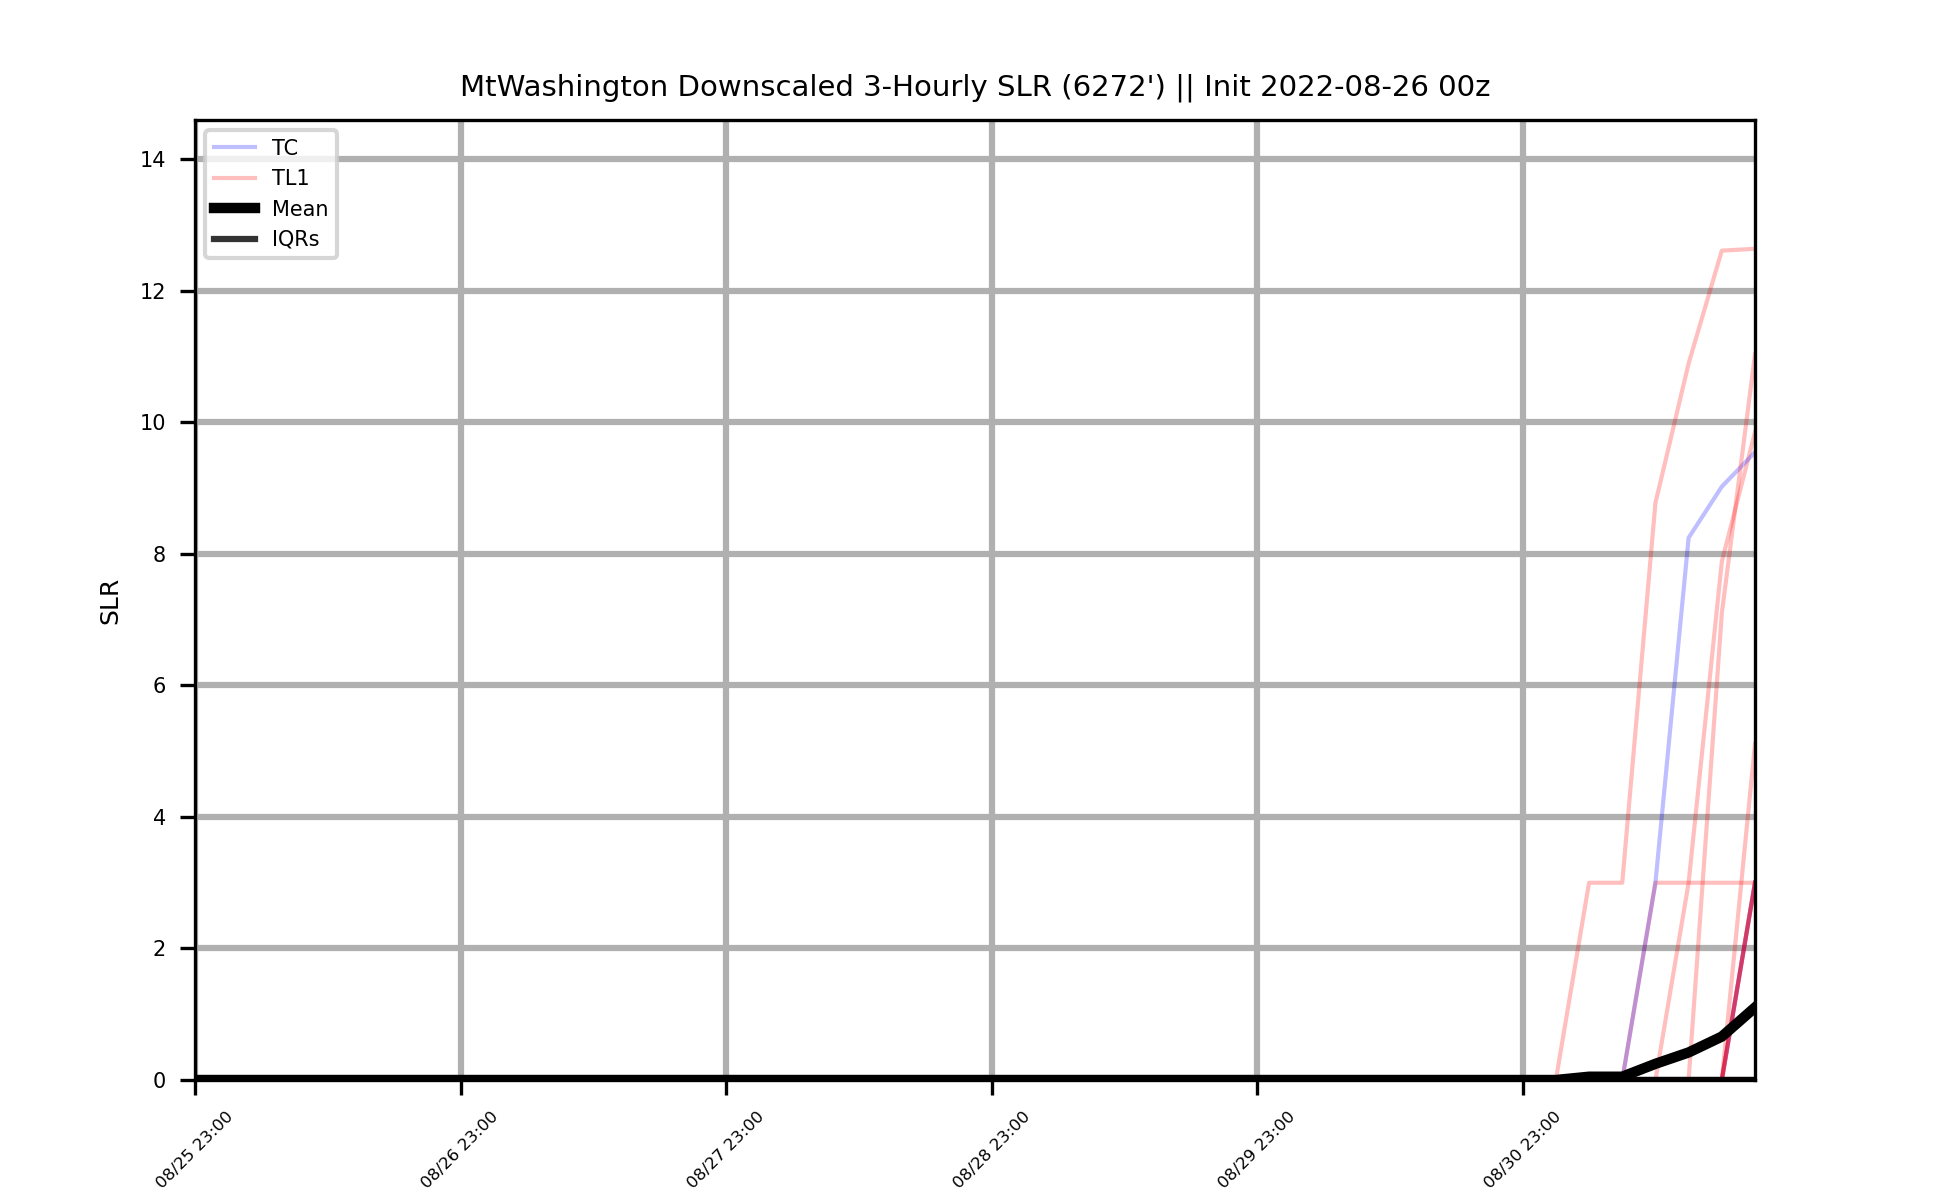 MtWashington Downscaled 3-Hourly SLR (6272') || Init 2022-08-26 00z
TC
TL1
Mean
IQRs
14
12
10
8
6
4
2
0
SLR
08/25 23:00
08/26 23:00
08/27 23:00
08/28 23:00
08/29 23:00
08/30 23:00